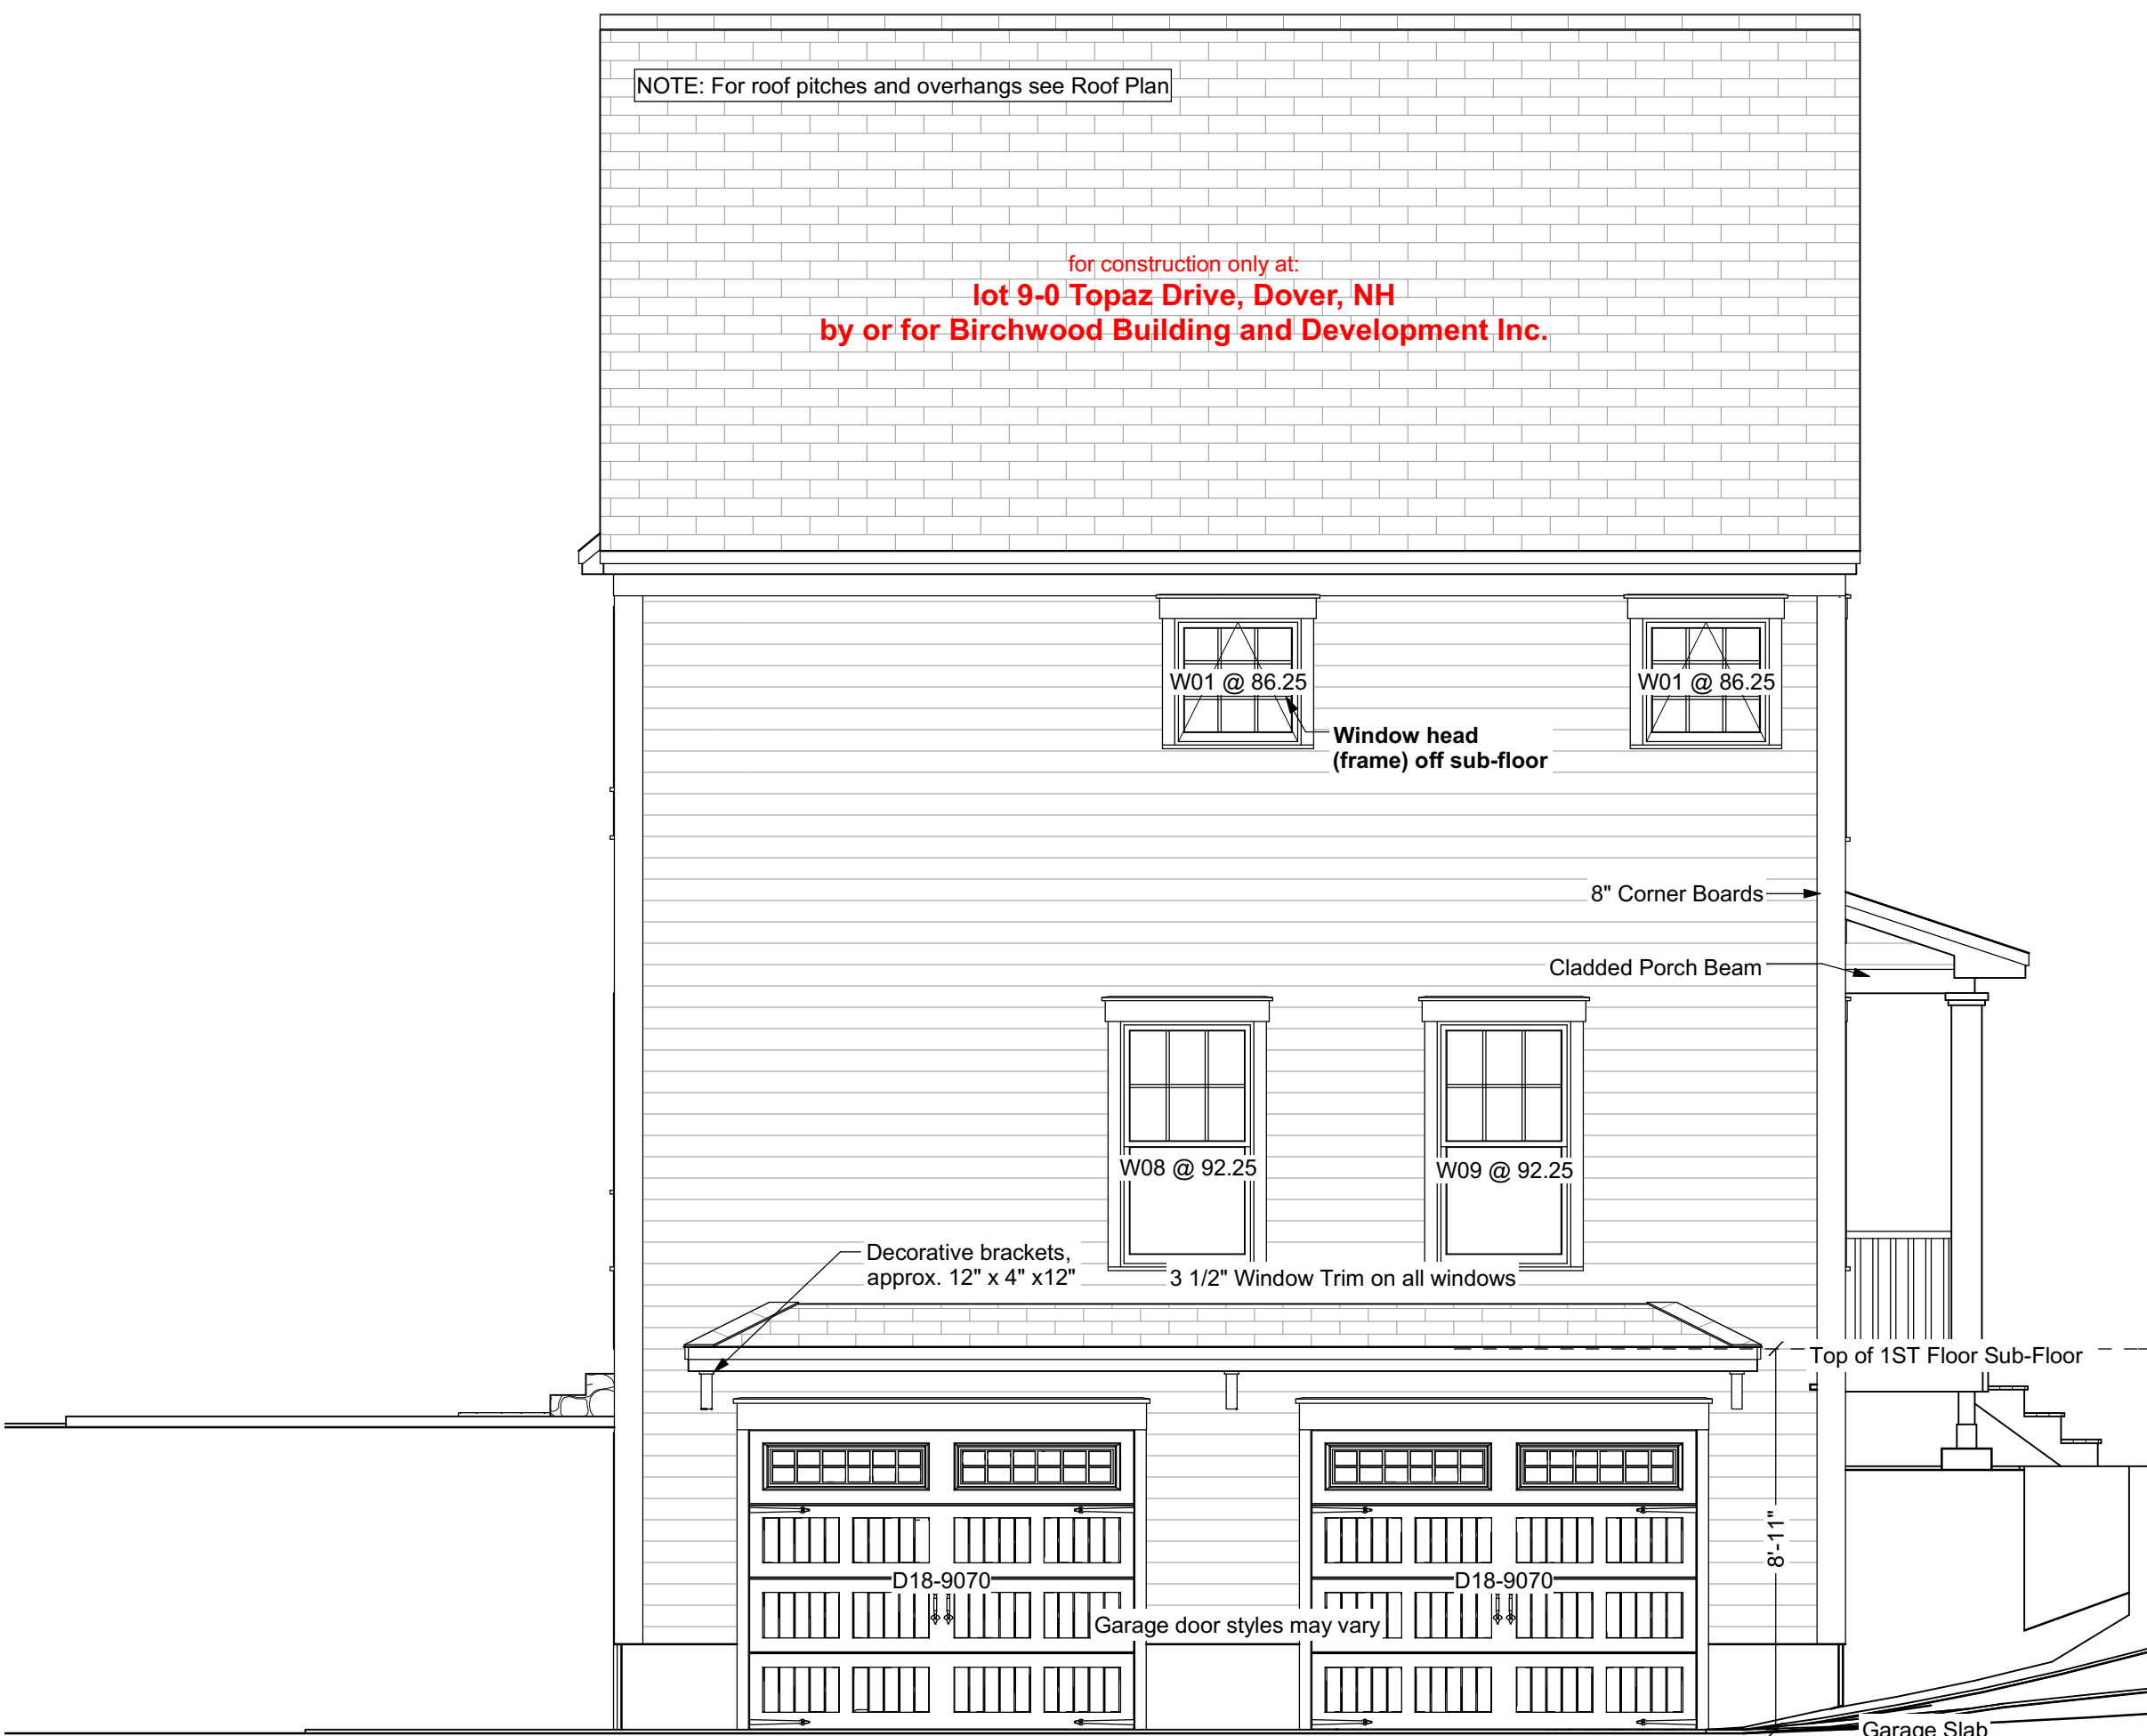 NOTE: For roof pitches and overhangs see Roof Plan
for construction only at:
lot 9-0 Topaz Drive, Dover, NH
by or for Birchwood Building and Development Inc.
W01 @ 86.25
W01 @ 86.25
Window head
(frame) off sub-floor
8" Corner Boards
Cladded Porch Beam
W08 @ 92.25
W09 @ 92.25
Decorative brackets,
approx. 12" x 4" x12"
3 1/2" Window Trim on all windows
Top of 1ST Floor Sub-Floor
8'-11"
D18-9070
D18-9070
Garage door styles may vary
Garage Slab